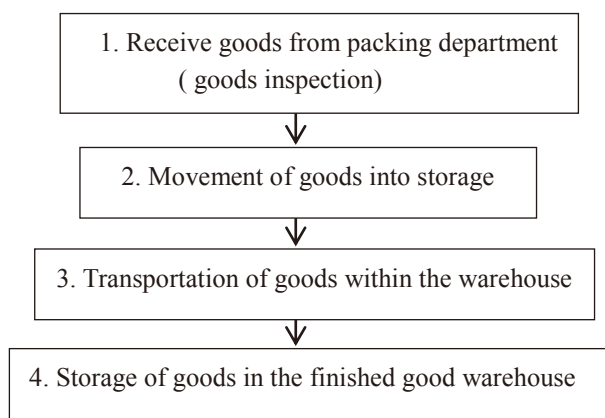 1. Receive goods from packing department
( goods inspection)
2. Movement of goods into storage
3. Transportation of goods within the warehouse
4. Storage of goods in the finished good warehouse